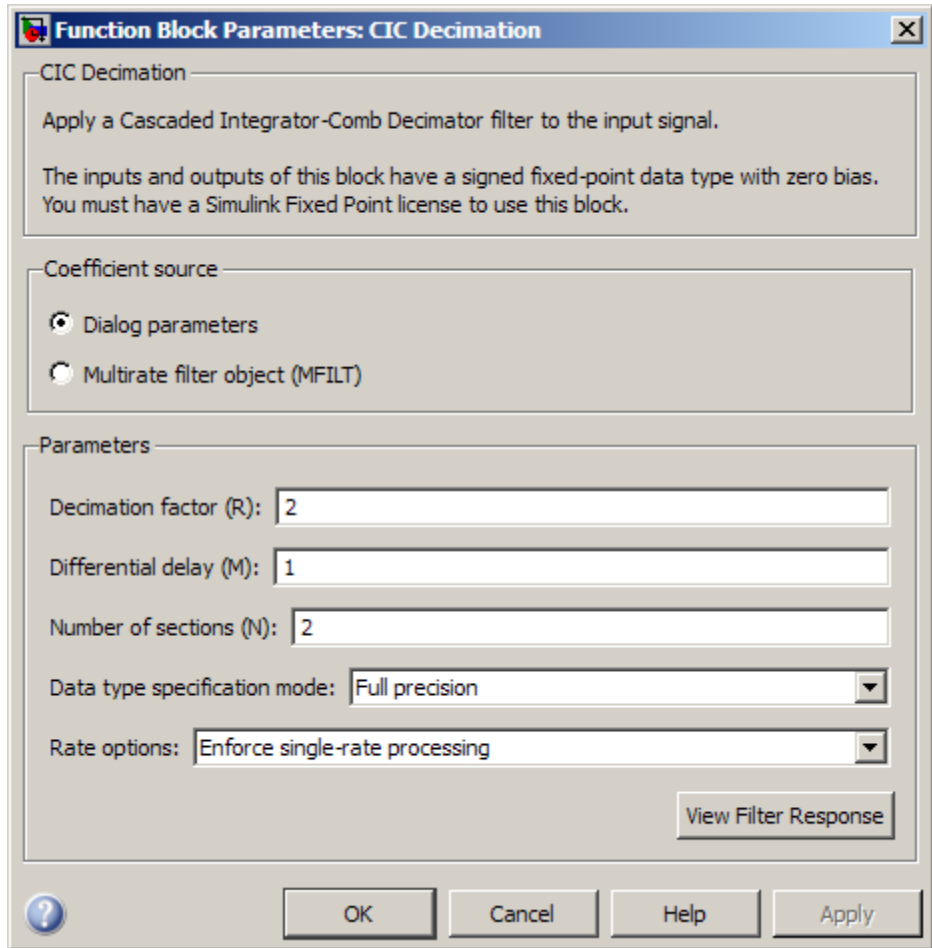 Function Block Parameters: CIC Decimation
CIC Decimation
Apply a Cascaded Integrator-Comb Decimator filter to the input signal.
The inputs and outputs of this block have a signed fixed-point data type with zero bias.
You must have a Simulink Fixed Point license to use this block.
Coefficient source
Dialog parameters
Multirate filter object (MFILT)
Parameters
Decimation factor (R): 2
Differential delay (M): 1
Number of sections (N): 2
Data type specification mode: Full precision
Rate options: Enforce single-rate processing
View Filter Response
? OK Cancel Help Apply